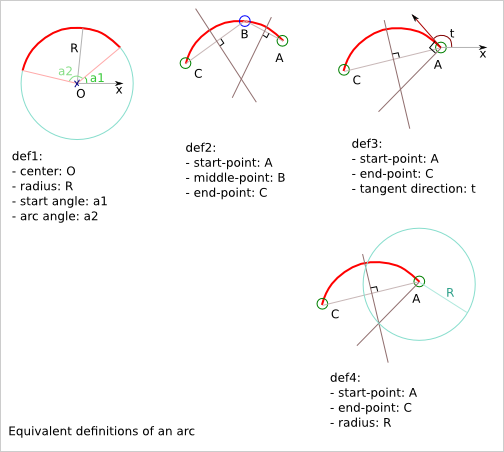 R
a2
a1
O
x
def1:
- center: O
- radius: R
- start angle: a1
- arc angle: a2
B
A
C
def2:
- start-point: A
- middle-point: B
- end-point: C
t
x
A
C
def3:
- start-point: A
- end-point: C
- tangent direction: t
A
R
C
def4:
- start-point: A
- end-point: C
- radius: R
Equivalent definitions of an arc